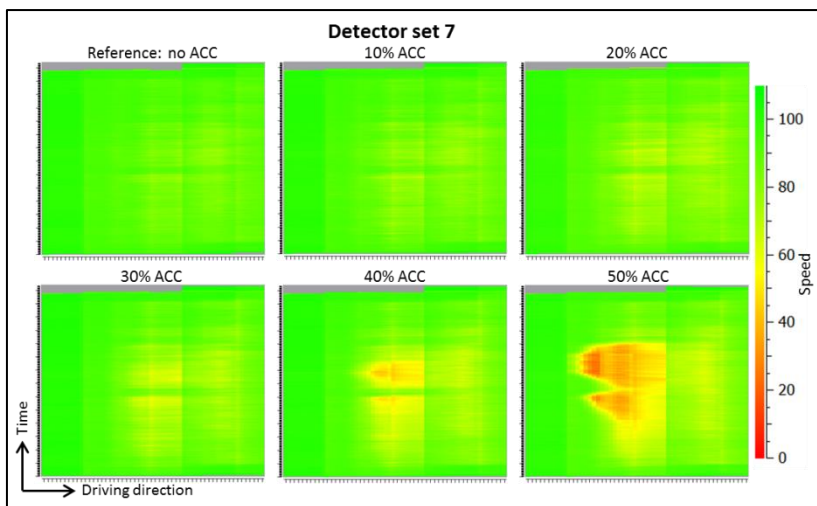 Detector set 7
Reference: no ACC
10% ACC
20% ACC
30% ACC
40% ACC
50% ACC
100
80
60
40
20
0
Speed
Time
Driving direction